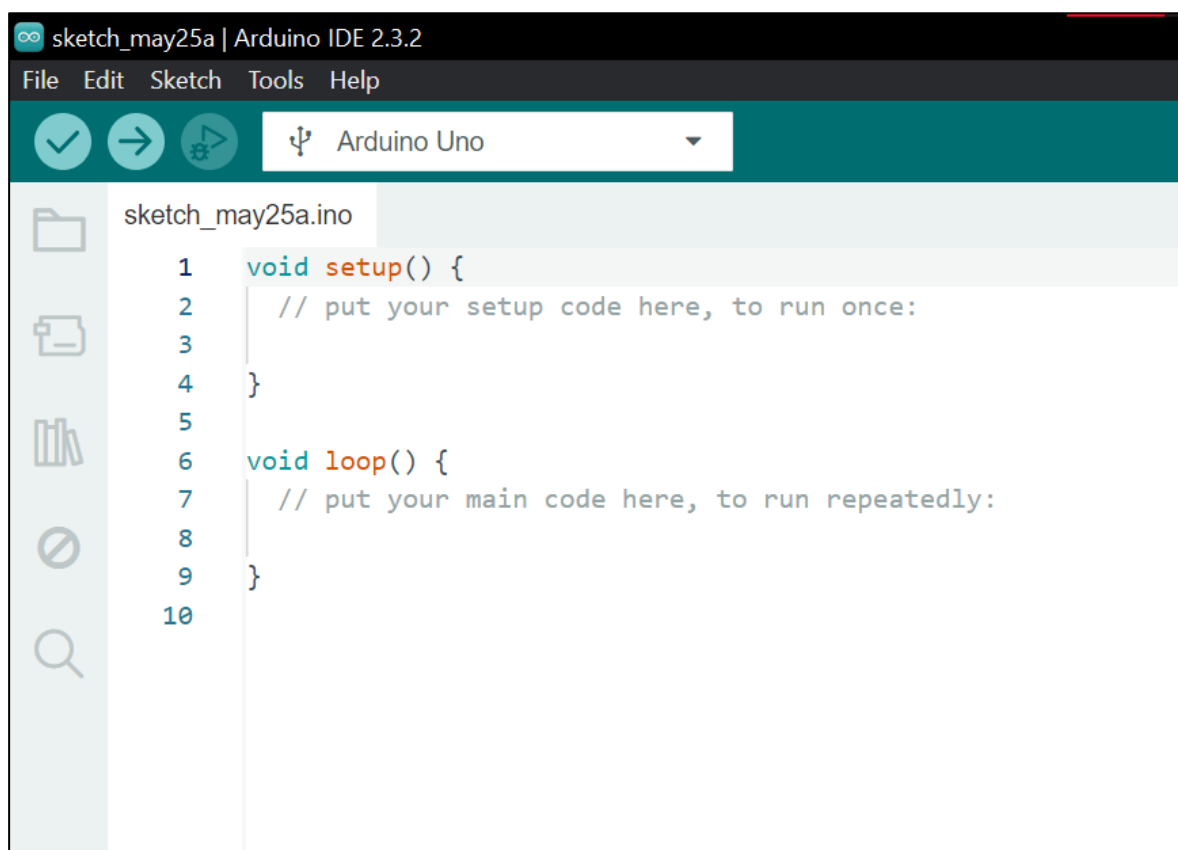 sketch_may25a | Arduino IDE 2.3.2
File Edit Sketch Tools Help
Arduino Uno
sketch_may25a.ino
1 void setup() {
2 // put your setup code here, to run once:
3
4 }
5
6 void loop() {
7 // put your main code here, to run repeatedly:
8
9 }
10